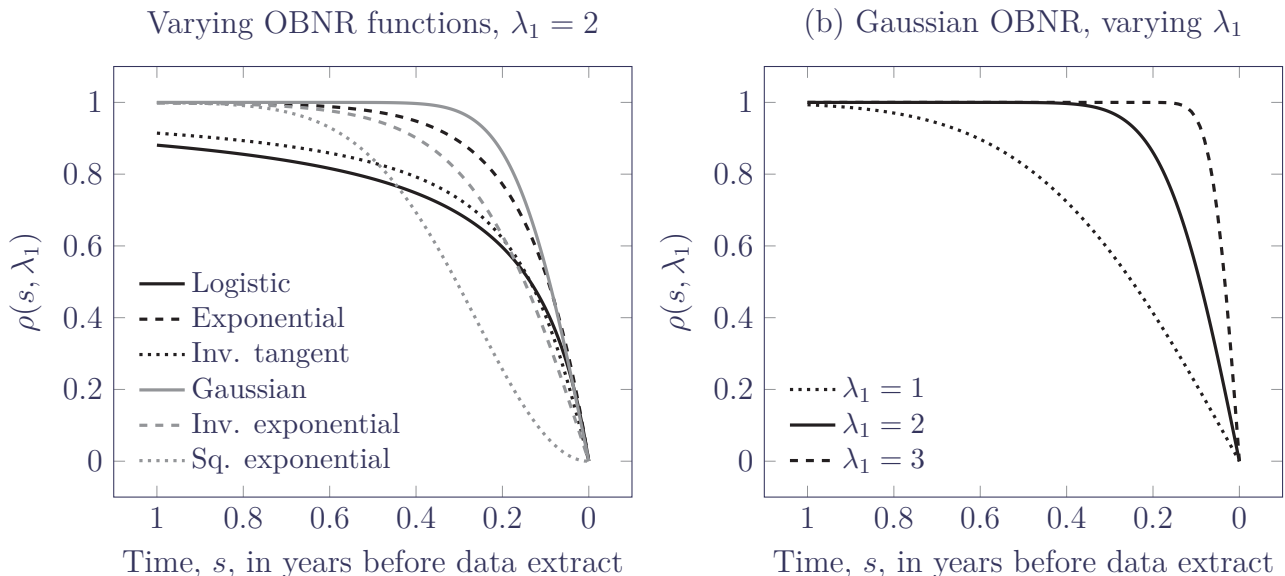 Varying OBNR functions, λ₁ = 2
ρ(s, λ₁)
1
0.8
0.6
0.4
0.2
0
Logistic
Exponential
Inv. tangent
Gaussian
Inv. exponential
Sq. exponential
1 0.8 0.6 0.4 0.2 0
Time, s, in years before data extract
(b) Gaussian OBNR, varying λ₁
ρ(s, λ₁)
1
0.8
0.6
0.4
0.2
0
λ₁ = 1
λ₁ = 2
λ₁ = 3
1 0.8 0.6 0.4 0.2 0
Time, s, in years before data extract